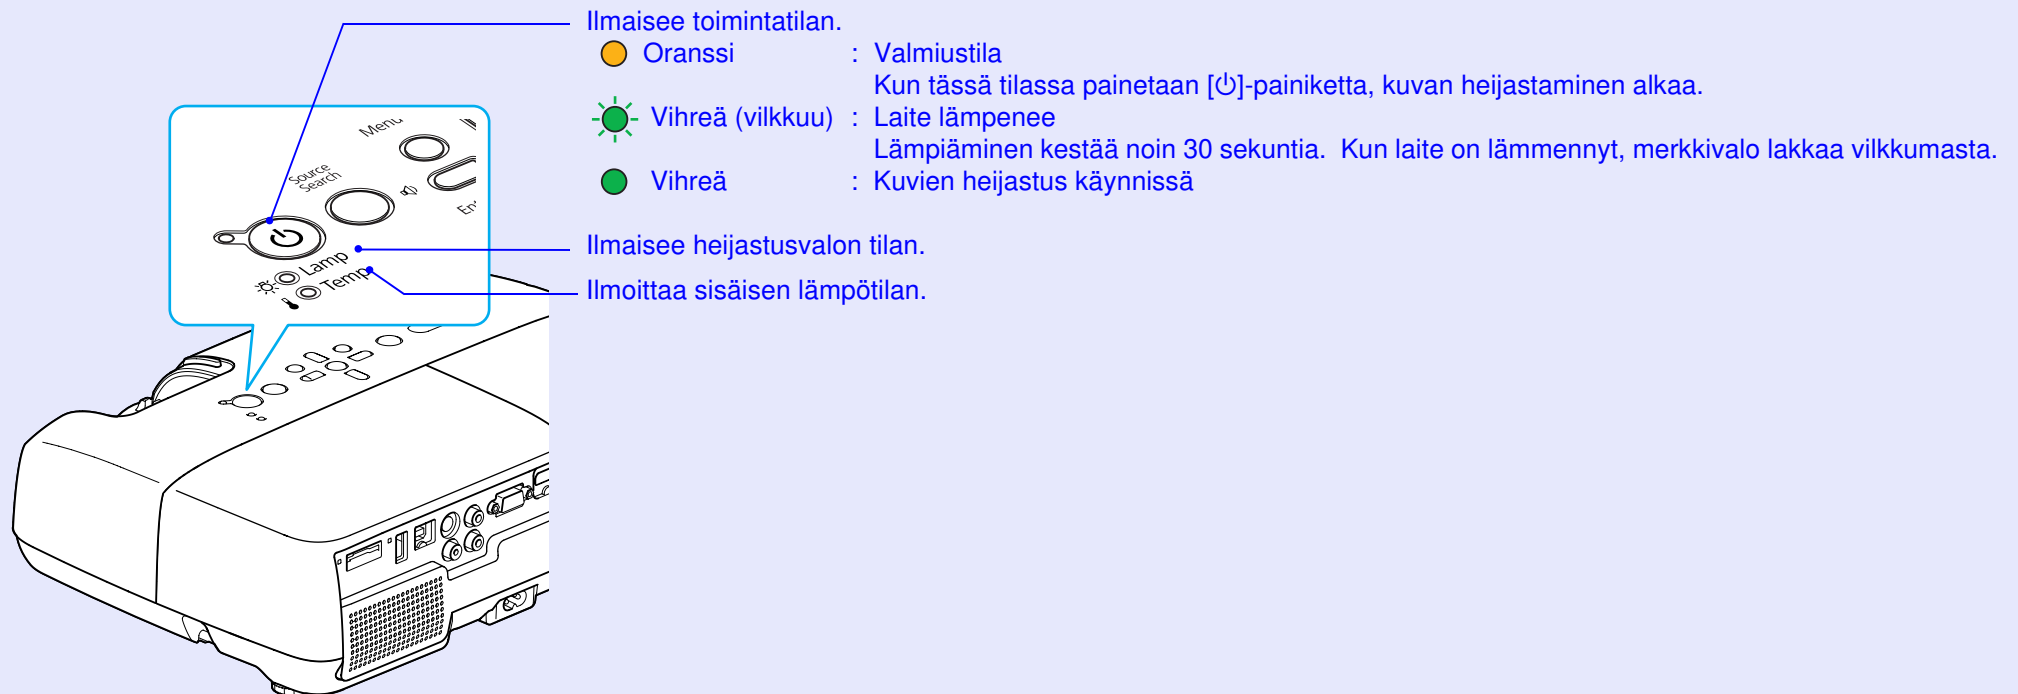 Ilmaisee toimintatilan.
Oranssi : Valmiustila
Kun tässä tilassa painetaan [⏻]-painiketta, kuvan heijastaminen alkaa.
Vihreä (vilkkuu) : Laite lämpenee
Lämpiäminen kestää noin 30 sekuntia. Kun laite on lämmennyt, merkkivalo lakkaa vilkkumasta.
Vihreä : Kuvien heijastus käynnissä
Ilmaisee heijastusvalon tilan.
Ilmoittaa sisäisen lämpötilan.
Menu
Source
Search
Lamp
Temp